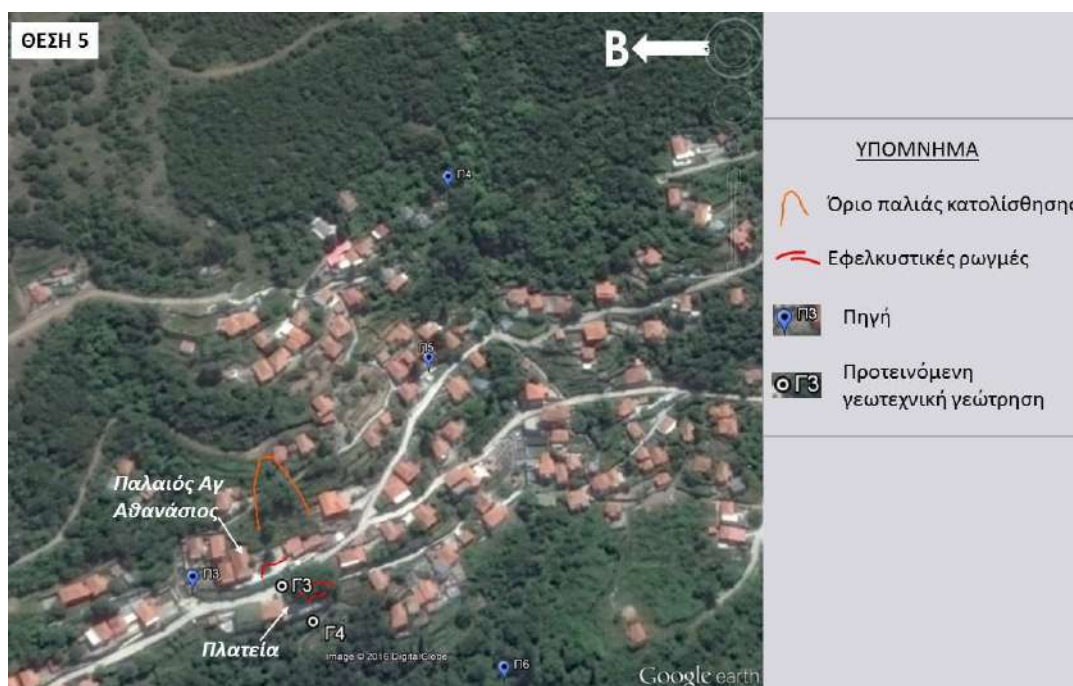 ΘΕΣΗ 5
Β
Π4
Π5
Παλαιός Αγ
Αθανάσιος
Π3
Γ3
Γ4
Πλατεία
Π6
Image © 2016 DigitalGlobe
Google earth
ΥΠΟΜΝΗΜΑ
Όριο παλιάς κατολίσθησης
Εφελκυστικές ρωγμές
Π3
Πηγή
Γ3
Προτεινόμενη
γεωτεχνική γεώτρηση